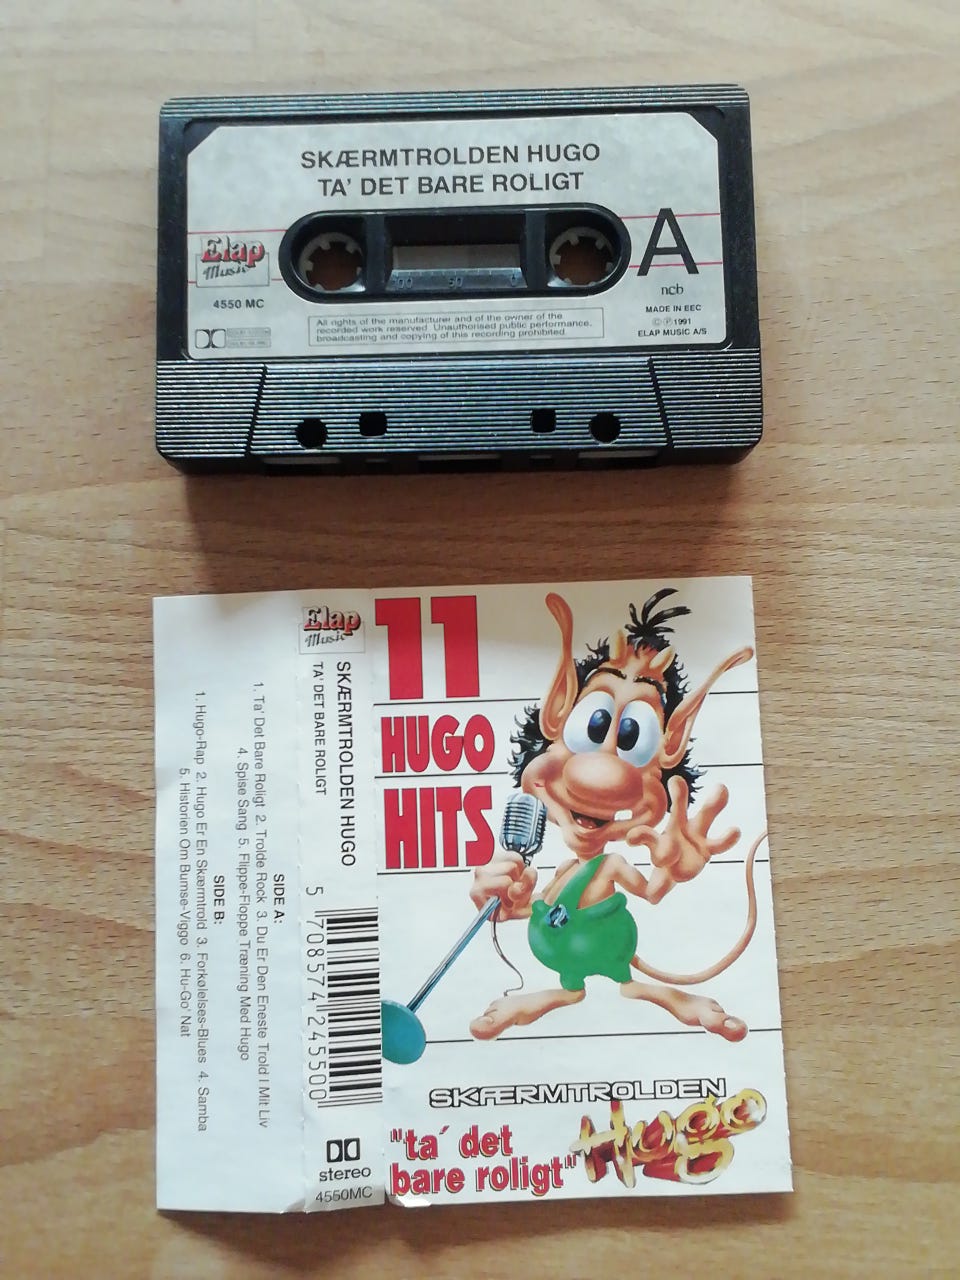 SKÆRMTROLDEN HUGO
TA' DET BARE ROLIGT
Elap
Music
4550 MC
A
ncb
MADE IN EEC
© ℗ 1991
ELAP MUSIC A/S
All rights of the manufacturer and of the owner of the
recorded work reserved. Unauthorised public performance,
broadcasting and copying of this recording prohibited.
100 50 0
11
HUGO
HITS
SKÆRMTROLDEN
Hugo
"ta´ det
bare roligt"
Elap
Music
SKÆRMTROLDEN HUGO
TA' DET BARE ROLIGT
5 708574 245500
stereo
4550MC
SIDE A:
1. Ta' Det Bare Roligt 2. Trolde Rock 3. Du Er Den Eneste Trold I Mit Liv
4. Spise Sang 5. Flippe-Floppe Træning Med Hugo
SIDE B:
1. Hugo-Rap 2. Hugo Er En Skærmtrold 3. Forkølelses-Blues 4. Samba
5. Historien Om Bumse-Viggo 6. Hu-Go' Nat